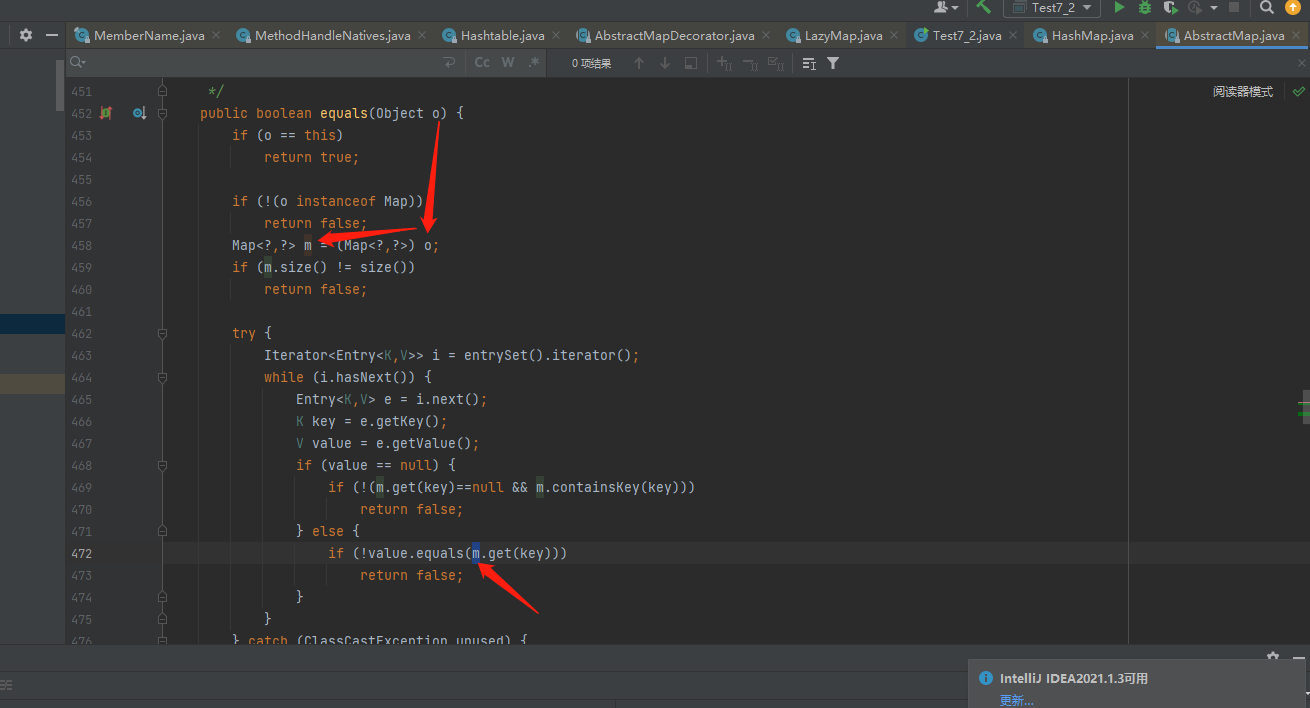 Test7_2
MemberName.java MethodHandleNatives.java Hashtable.java AbstractMapDecorator.java LazyMap.java Test7_2.java HashMap.java AbstractMap.java
Cc W .* 0 项结果
阅读器模式
451 */
452 public boolean equals(Object o) {
453 if (o == this)
454 return true;
455
456 if (!(o instanceof Map))
457 return false;
458 Map<?,?> m = (Map<?,?>) o;
459 if (m.size() != size())
460 return false;
461
462 try {
463 Iterator<Entry<K,V>> i = entrySet().iterator();
464 while (i.hasNext()) {
465 Entry<K,V> e = i.next();
466 K key = e.getKey();
467 V value = e.getValue();
468 if (value == null) {
469 if (!(m.get(key)==null && m.containsKey(key)))
470 return false;
471 } else {
472 if (!value.equals(m.get(key)))
473 return false;
474 }
475 }
476 } catch (ClassCastException unused) {
IntelliJ IDEA2021.1.3可用
更新...